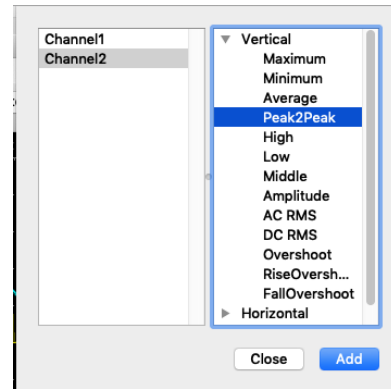 Channel1
Channel2
Vertical
Maximum
Minimum
Average
Peak2Peak
High
Low
Middle
Amplitude
AC RMS
DC RMS
Overshoot
RiseOversh...
FallOvershoot
Horizontal
Close
Add